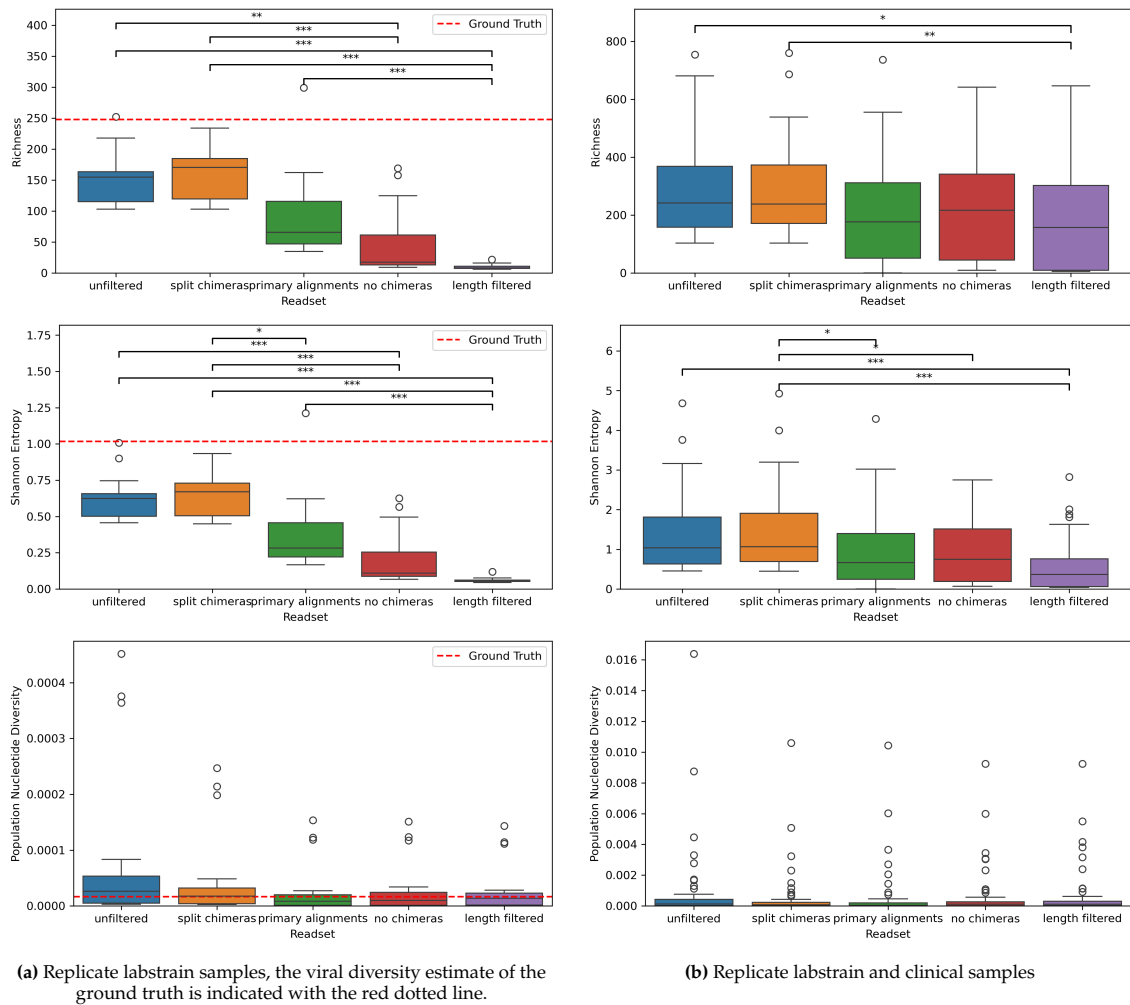 400
350
300
250
200
150
100
50
0
Richness
**
***
***
***
***
Ground Truth
unfiltered split chimeras primary alignments no chimeras length filtered
Readset
800
600
400
200
0
Richness
*
**
unfiltered split chimeras primary alignments no chimeras length filtered
Readset
1.75
1.50
1.25
1.00
0.75
0.50
0.25
0.00
Shannon Entropy
*
***
***
***
***
***
Ground Truth
unfiltered split chimeras primary alignments no chimeras length filtered
Readset
6
5
4
3
2
1
0
Shannon Entropy
*
*
***
***
unfiltered split chimeras primary alignments no chimeras length filtered
Readset
0.0004
0.0003
0.0002
0.0001
0.0000
Population Nucleotide Diversity
Ground Truth
unfiltered split chimeras primary alignments no chimeras length filtered
Readset
0.016
0.014
0.012
0.010
0.008
0.006
0.004
0.002
0.000
Population Nucleotide Diversity
unfiltered split chimeras primary alignments no chimeras length filtered
Readset
(a) Replicate labstrain samples, the viral diversity estimate of the
ground truth is indicated with the red dotted line.
(b) Replicate labstrain and clinical samples